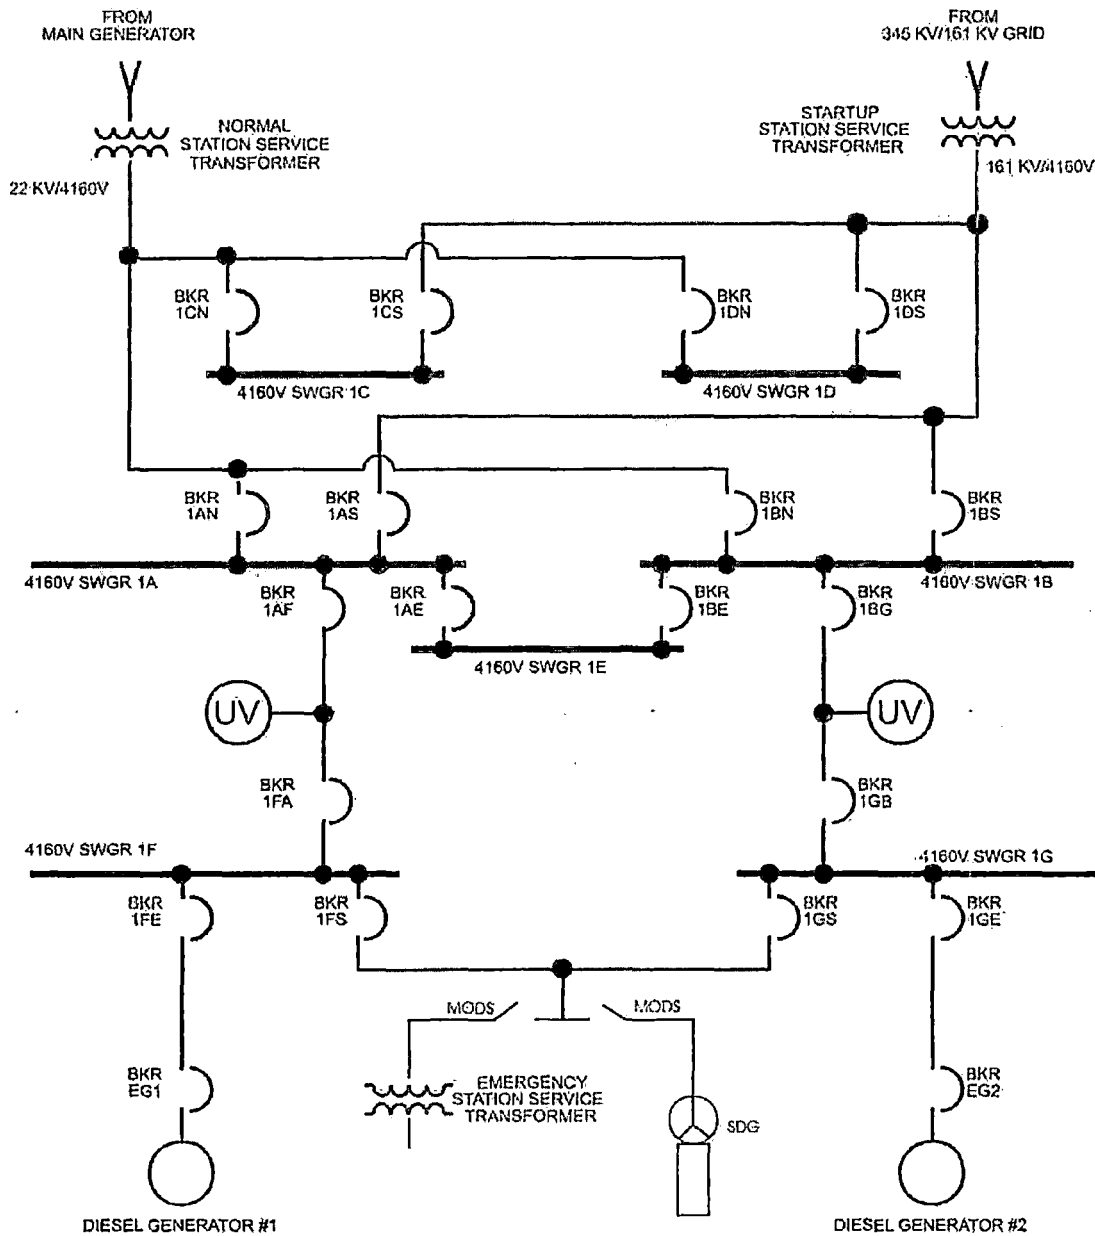 FROM
MAIN GENERATOR
FROM
345 KV/161 KV GRID
NORMAL
STATION SERVICE
TRANSFORMER
STARTUP
STATION SERVICE
TRANSFORMER
22 KV/4160V
161 KV/4160V
BKR
1CN
BKR
1CS
BKR
1DN
BKR
1DS
4160V SWGR 1C
4160V SWGR 1D
BKR
1AN
BKR
1AS
BKR
1BN
BKR
1BS
4160V SWGR 1A
4160V SWGR 1B
BKR
1AF
BKR
1AE
BKR
1BE
BKR
1BG
4160V SWGR 1E
UV
UV
BKR
1FA
BKR
1GB
4160V SWGR 1F
4160V SWGR 1G
BKR
1FE
BKR
1FS
BKR
1GS
BKR
1GE
MODS
MODS
BKR
EG1
EMERGENCY
STATION SERVICE
TRANSFORMER
SDG
BKR
EG2
DIESEL GENERATOR #1
DIESEL GENERATOR #2